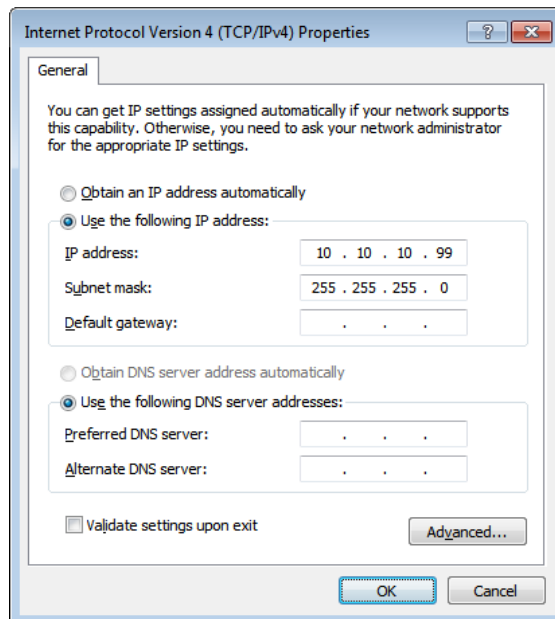 Internet Protocol Version 4 (TCP/IPv4) Properties
?
General
You can get IP settings assigned automatically if your network supports
this capability. Otherwise, you need to ask your network administrator
for the appropriate IP settings.
Obtain an IP address automatically
Use the following IP address:
IP address: 10 . 10 . 10 . 99
Subnet mask: 255 . 255 . 255 . 0
Default gateway: . . .
Obtain DNS server address automatically
Use the following DNS server addresses:
Preferred DNS server: . . .
Alternate DNS server: . . .
Validate settings upon exit
Advanced...
OK Cancel